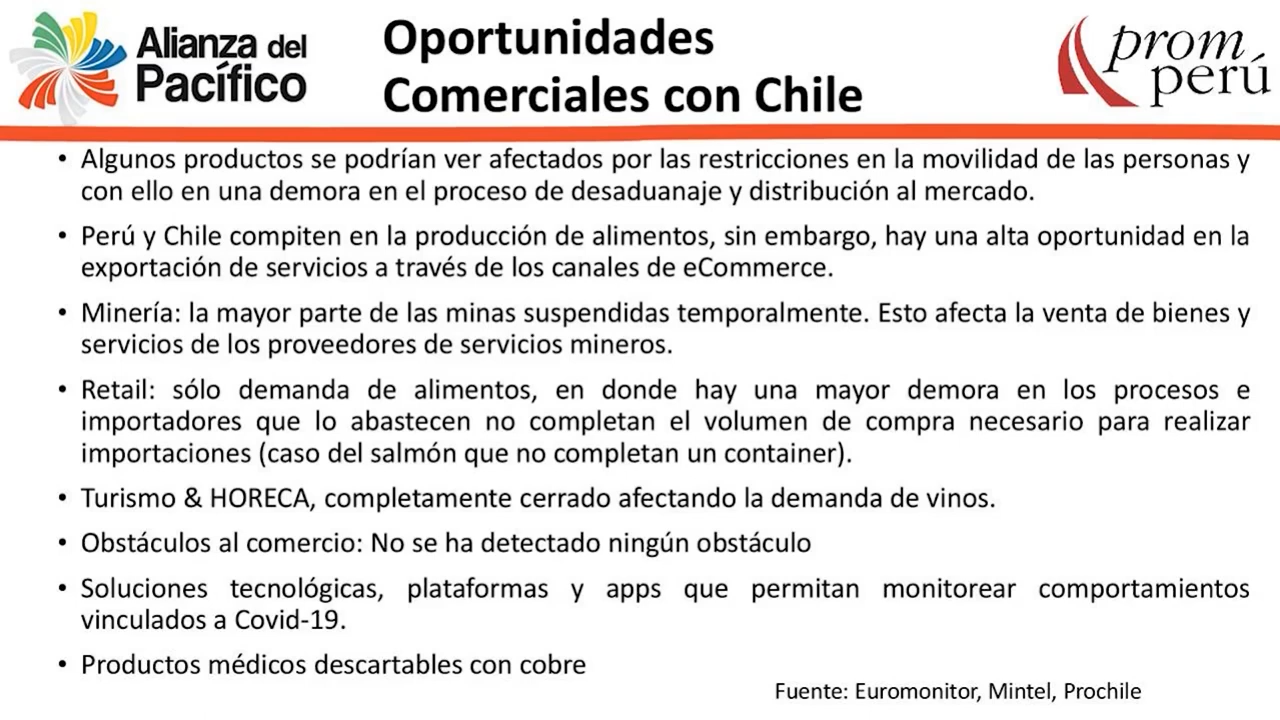 Alianza del
Pacífico
Oportunidades
Comerciales con Chile
prom
perú
• Algunos productos se podrían ver afectados por las restricciones en la movilidad de las personas y
con ello en una demora en el proceso de desaduanaje y distribución al mercado.
• Perú y Chile compiten en la producción de alimentos, sin embargo, hay una alta oportunidad en la
exportación de servicios a través de los canales de eCommerce.
• Minería: la mayor parte de las minas suspendidas temporalmente. Esto afecta la venta de bienes y
servicios de los proveedores de servicios mineros.
• Retail: sólo demanda de alimentos, en donde hay una mayor demora en los procesos e
importadores que lo abastecen no completan el volumen de compra necesario para realizar
importaciones (caso del salmón que no completan un container).
• Turismo & HORECA, completamente cerrado afectando la demanda de vinos.
• Obstáculos al comercio: No se ha detectado ningún obstáculo
• Soluciones tecnológicas, plataformas y apps que permitan monitorear comportamientos
vinculados a Covid-19.
• Productos médicos descartables con cobre
Fuente: Euromonitor, Mintel, Prochile